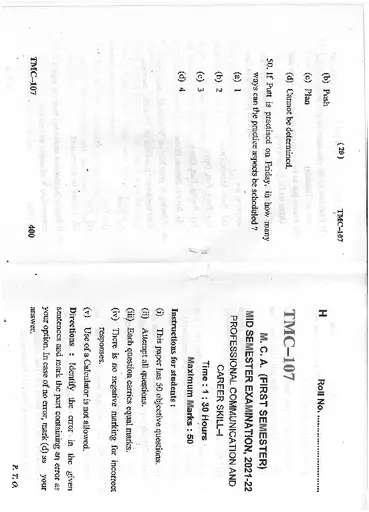 ( 20 )
TMC–107
(b) Push
(c) Plan
(d) Cannot be determined.
50. If Putt is practised on Friday, in how many
ways can the practice aspects be scheduled ?
(a) 1
(b) 2
(c) 3
(d) 4
TMC–107
400
H
Roll No. ..............................
TMC–107
M. C. A. (FIRST SEMESTER)
MID SEMESTER EXAMINATION, 2021-22
PROFESSIONAL COMMUNICATION AND
CAREER SKILL–I
Time : 1 : 30 Hours
Maximum Marks : 50
Instructions for students :
(i) This paper has 50 objective questions.
(ii) Attempt all questions.
(iii) Each question carries equal marks.
(iv) There is no negative marking for incorrect
responses.
(v) Use of a Calculator is not allowed.
Directions : Identify the error in the given
sentences and mark the part containing an error as
your option. In case of no error, mark (d) as your
answer.
P. T. O.